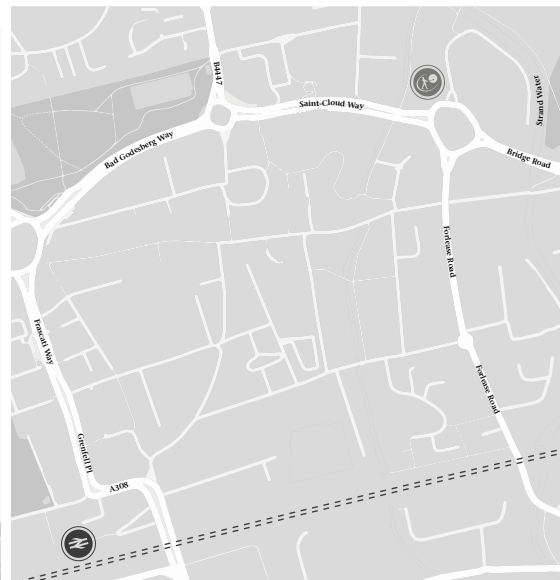 B4447
Saint-Cloud Way
Strand Water
Bad Godesberg Way
Bridge Road
Forlease Road
Frascati Way
Forlease Road
Grenfell Pl
A308